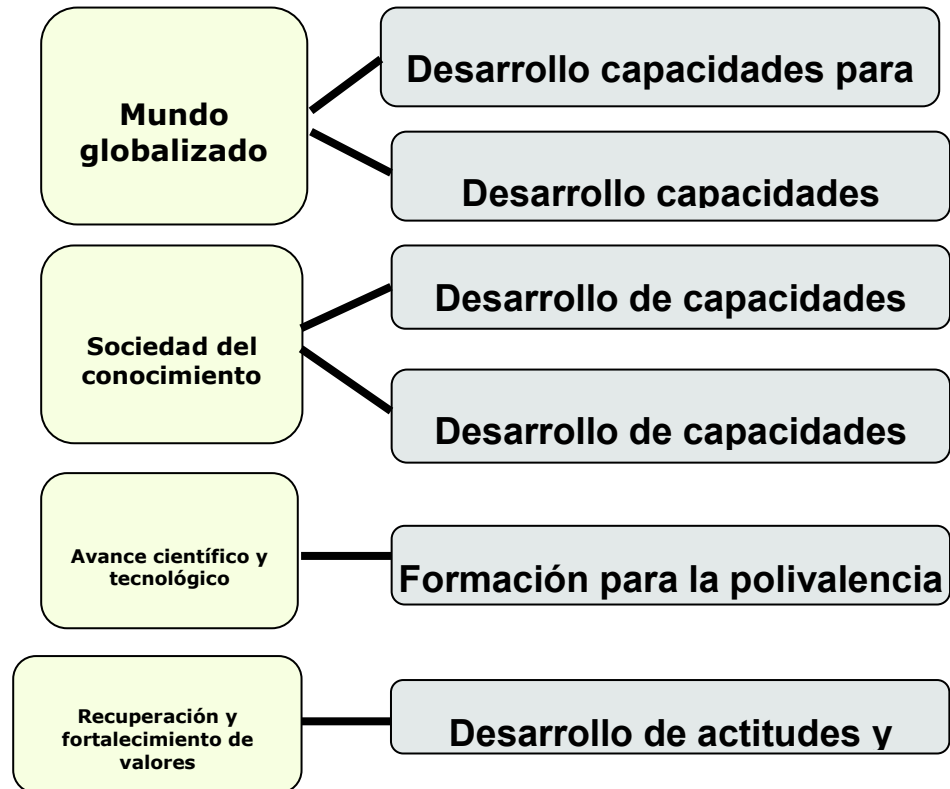 Mundo
globalizado
Desarrollo capacidades para
Desarrollo capacidades
Sociedad del
conocimiento
Desarrollo de capacidades
Desarrollo de capacidades
Avance científico y
tecnológico
Formación para la polivalencia
Recuperación y
fortalecimiento de
valores
Desarrollo de actitudes y